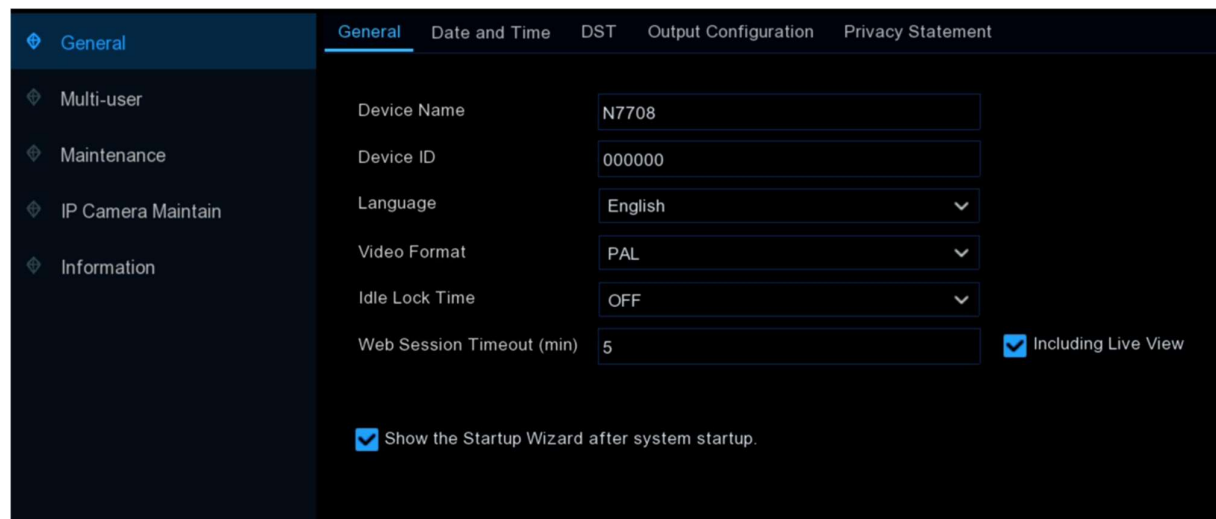 General
Multi-user
Maintenance
IP Camera Maintain
Information
General Date and Time DST Output Configuration Privacy Statement
Device Name N7708
Device ID 000000
Language English
Video Format PAL
Idle Lock Time OFF
Web Session Timeout (min) 5 Including Live View
Show the Startup Wizard after system startup.